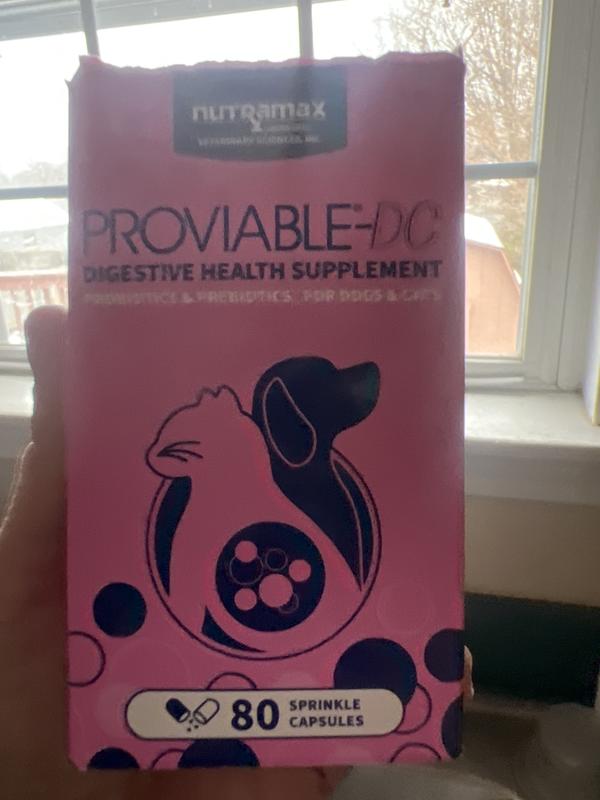 nutramax
VETERINARY SCIENCES, INC.
PROVIABLE®-DC
DIGESTIVE HEALTH SUPPLEMENT
PROBIOTICS & PREBIOTICS FOR DOGS & CATS
80 SPRINKLE
CAPSULES